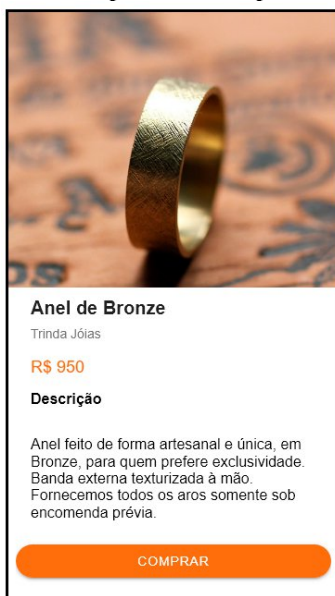 Anel de Bronze
Trinda Jóias
R$ 950
Descrição
Anel feito de forma artesanal e única, em
Bronze, para quem prefere exclusividade.
Banda externa texturizada à mão.
Fornecemos todos os aros somente sob
encomenda prévia.
COMPRAR